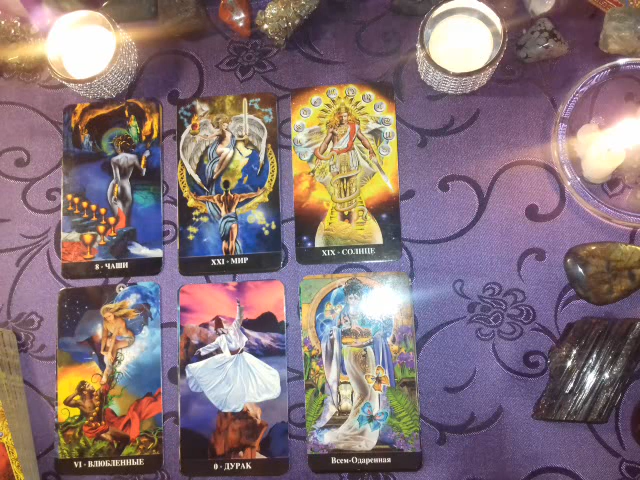 8 - ЧАШИ
XXI - МИР
XIX - СОЛНЦЕ
VI - ВЛЮБЛЕННЫЕ
0 - ДУРАК
Всем-Одаренная